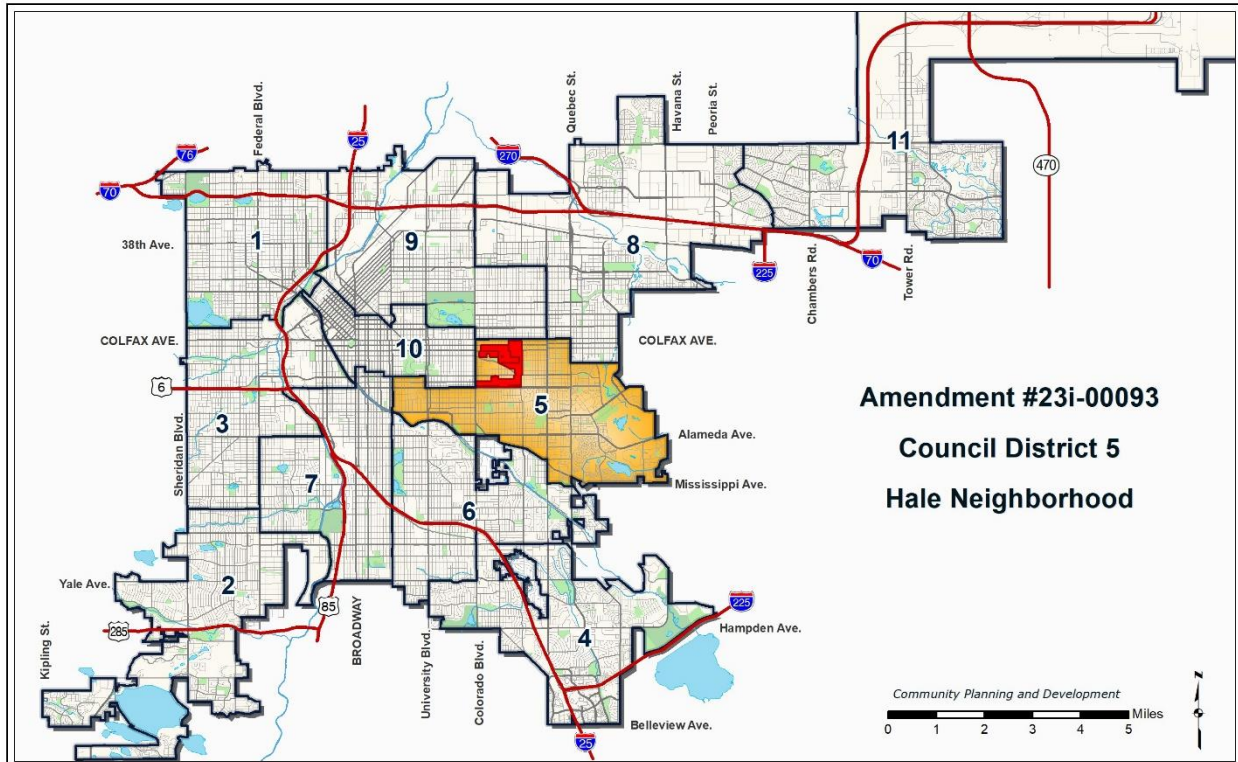 Federal Blvd.
25
Quebec St.
Havana St.
Peoria St.
76
270
11
70
470
38th Ave.
1
9
8
225
Chambers Rd.
70
Tower Rd.
COLFAX AVE.
10
COLFAX AVE.
6
5
Amendment #23i-00093
Council District 5
Hale Neighborhood
Sheridan Blvd.
3
Alameda Ave.
7
Mississippi Ave.
6
Yale Ave.
2
85
BROADWAY
225
Hampden Ave.
285
4
Kipling St.
University Blvd.
Colorado Blvd.
Belleview Ave.
25
Community Planning and Development
Miles
0 1 2 3 4 5
N